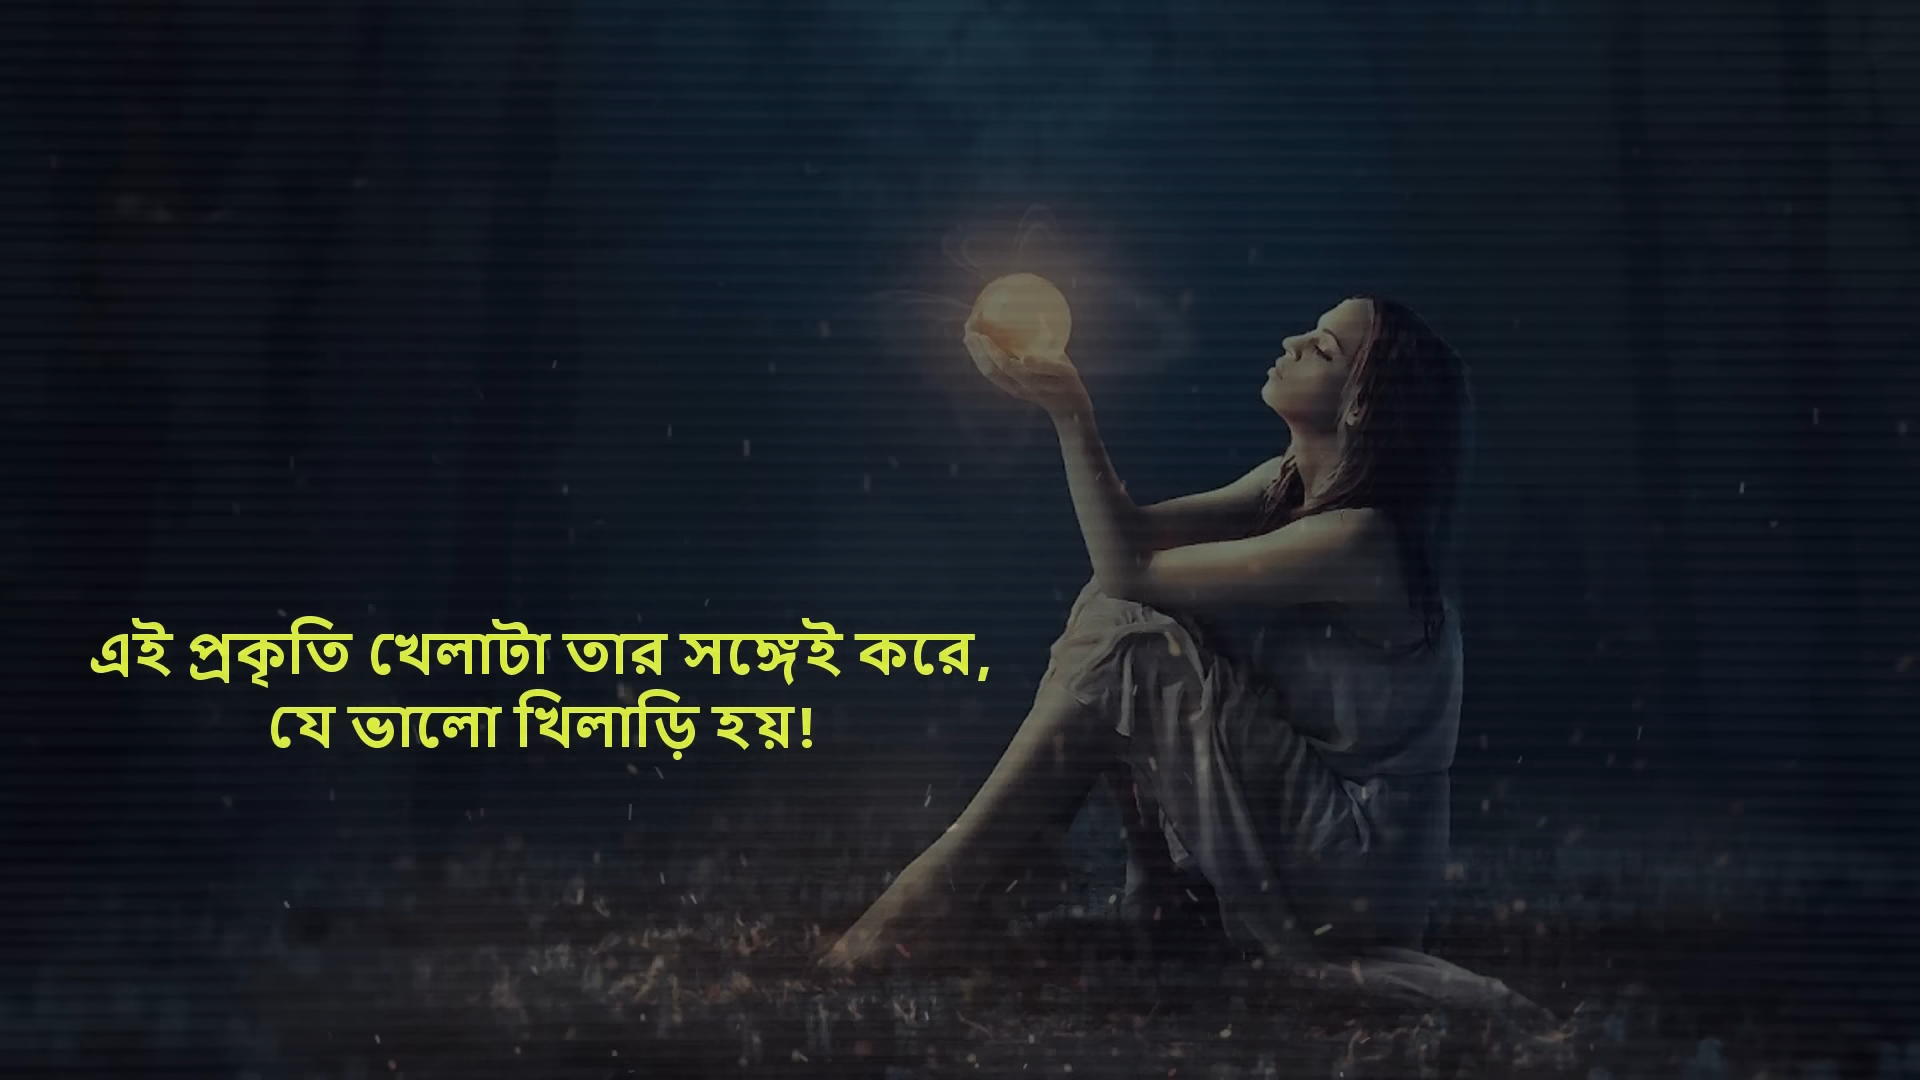 এই প্রকৃতি খেলাটা তার সঙ্গেই করে,
যে ভালো খিলাড়ি হয়!